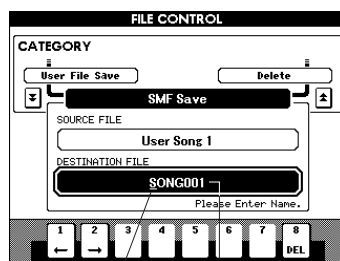 FILE CONTROL
CATEGORY
User File Save
Delete
SMF Save
SOURCE FILE
User Song 1
DESTINATION FILE
SONG001
Please Enter Name.
1 2 3 4 5 6 7 8
← → DEL